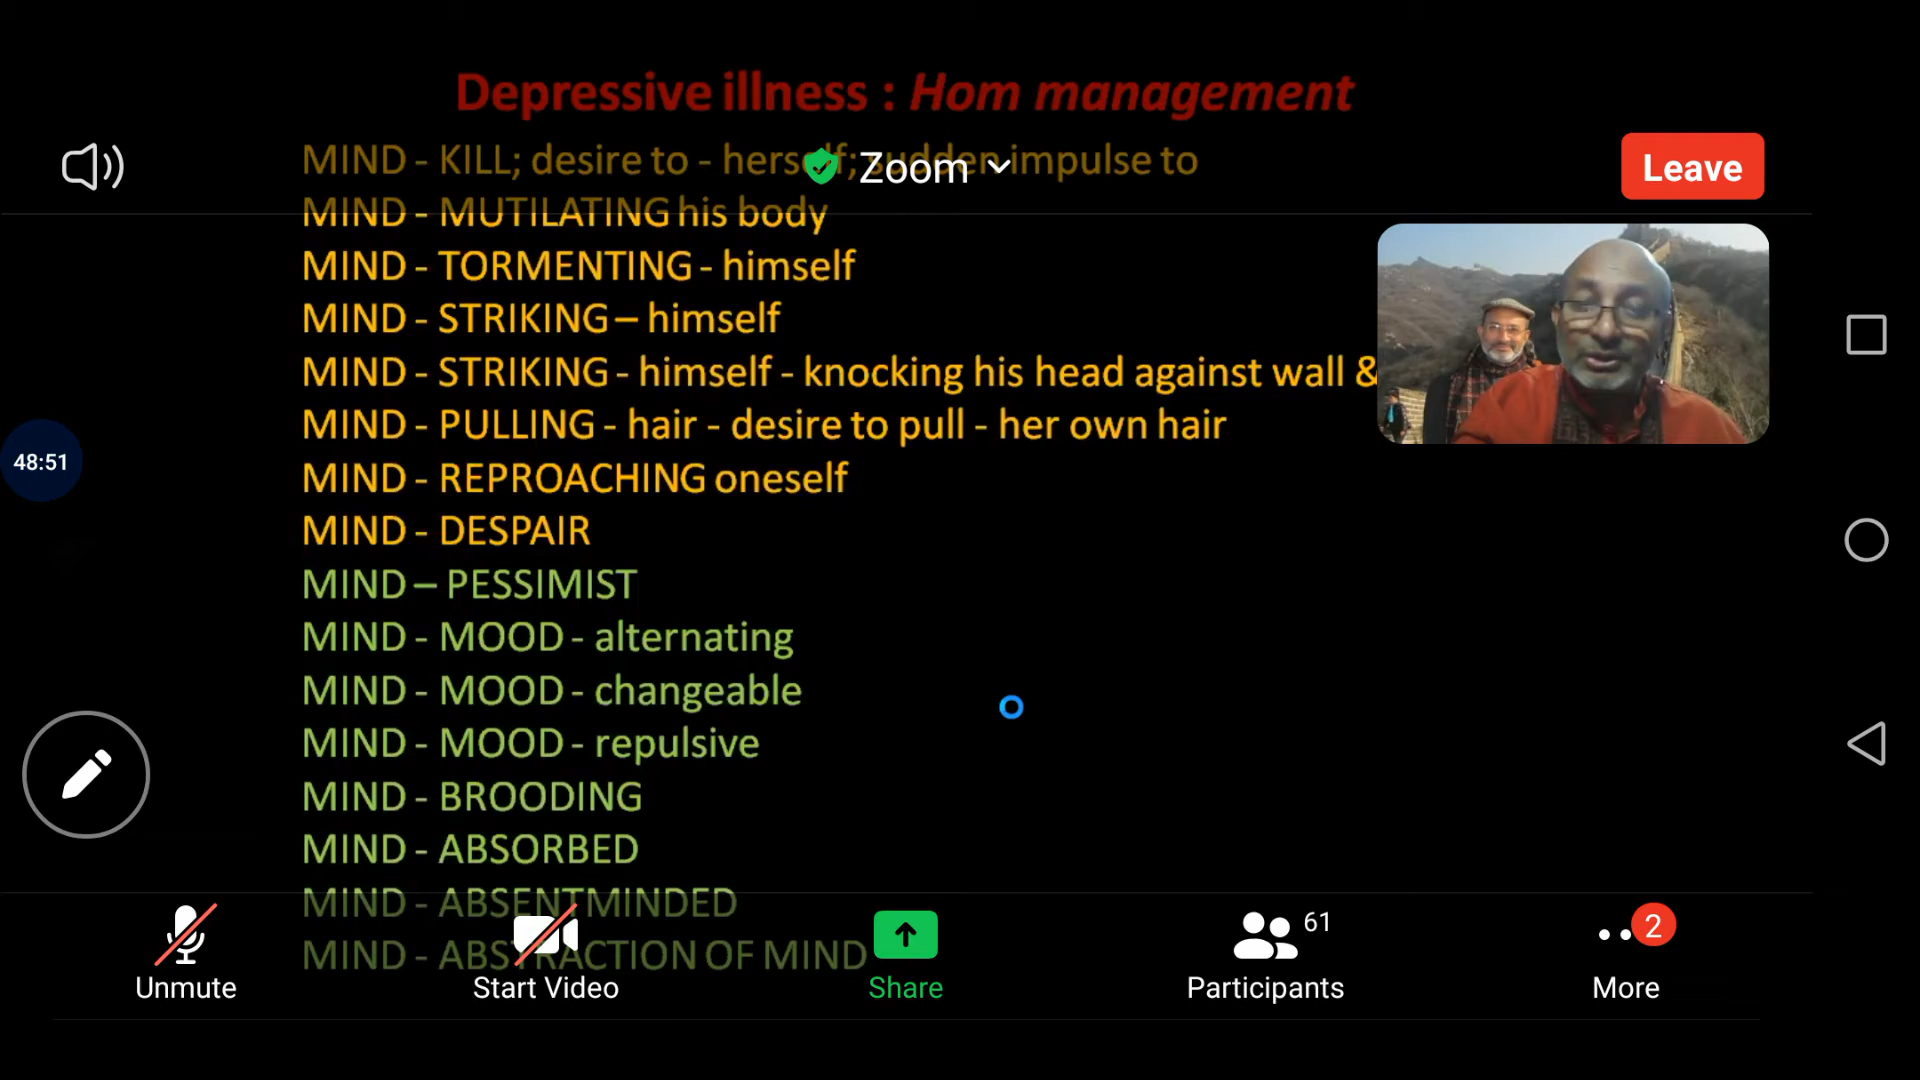 Depressive illness : Hom management
MIND - KILL; desire to - herself; sudden impulse to
Zoom
Leave
MIND - MUTILATING his body
MIND - TORMENTING - himself
MIND - STRIKING – himself
MIND - STRIKING - himself - knocking his head against wall &
MIND - PULLING - hair - desire to pull - her own hair
48:51
MIND - REPROACHING oneself
MIND - DESPAIR
MIND – PESSIMIST
MIND - MOOD - alternating
MIND - MOOD - changeable
MIND - MOOD - repulsive
MIND - BROODING
MIND - ABSORBED
MIND - ABSENTMINDED
MIND - ABSTRACTION OF MIND
61
2
Unmute
Start Video
Share
Participants
More